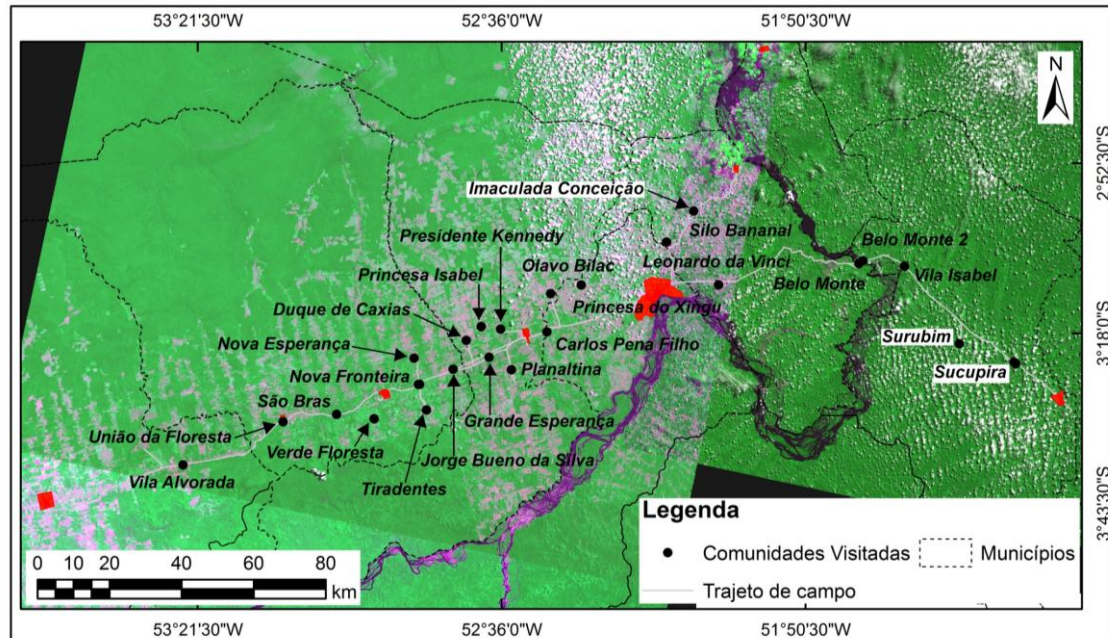 53°21'30"W
52°36'0"W
51°50'30"W
N
2°52'30"S
Imaculada Conceição
Silo Bananal
Presidente Kennedy
Belo Monte 2
Olavo Bilac
Leonardo da Vinci
Princesa Isabel
Belo Monte
Vila Isabel
Duque de Caxias
Princesa do Xingu
3°18'0"S
Nova Esperança
Carlos Pena Filho
Surubim
Nova Fronteira
Planaltina
Sucupira
São Bras
Grande Esperança
União da Floresta
Verde Floresta
Jorge Bueno da Silva
Vila Alvorada
Tiradentes
3°43'30"S
Legenda
Comunidades Visitadas
Municípios
Trajeto de campo
0 10 20 40 60 80
km
53°21'30"W
52°36'0"W
51°50'30"W